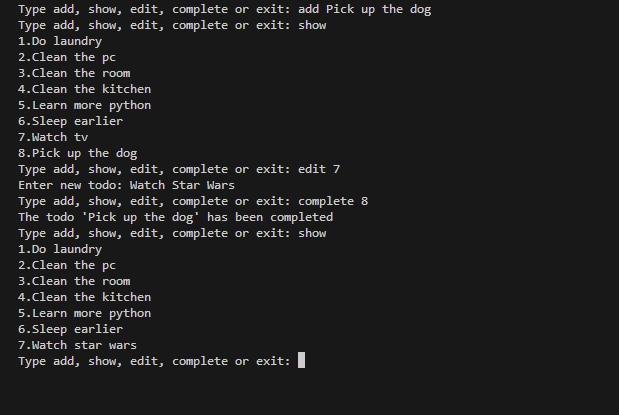 Type add, show, edit, complete or exit: add Pick up the dog
Type add, show, edit, complete or exit: show
1.Do laundry
2.Clean the pc
3.Clean the room
4.Clean the kitchen
5.Learn more python
6.Sleep earlier
7.Watch tv
8.Pick up the dog
Type add, show, edit, complete or exit: edit 7
Enter new todo: Watch Star Wars
Type add, show, edit, complete or exit: complete 8
The todo 'Pick up the dog' has been completed
Type add, show, edit, complete or exit: show
1.Do laundry
2.Clean the pc
3.Clean the room
4.Clean the kitchen
5.Learn more python
6.Sleep earlier
7.Watch star wars
Type add, show, edit, complete or exit: